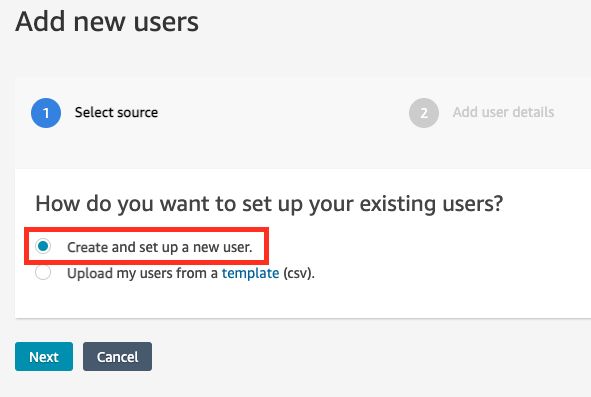 Add new users
1 Select source 2 Add user details
How do you want to set up your existing users?
Create and set up a new user.
Upload my users from a template (csv).
Next Cancel